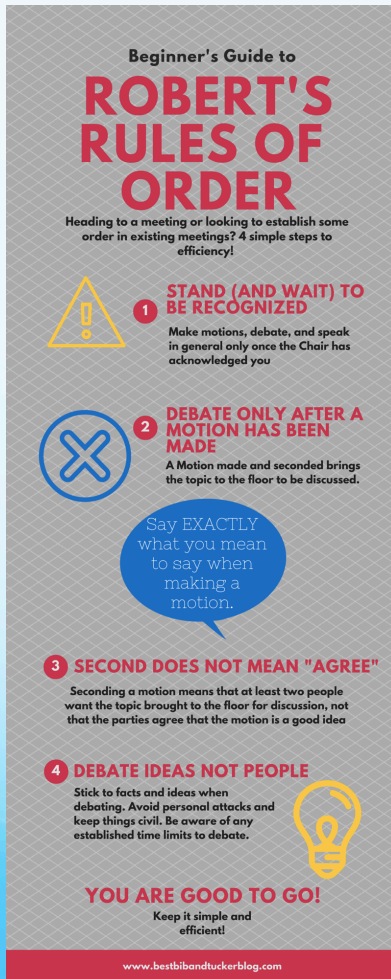 Beginner's Guide to
ROBERT'S
RULES OF
ORDER
Heading to a meeting or looking to establish some
order in existing meetings? 4 simple steps to
efficiency!
1
STAND (AND WAIT) TO
BE RECOGNIZED
Make motions, debate, and speak
in general only once the Chair has
acknowledged you
2
DEBATE ONLY AFTER A
MOTION HAS BEEN
MADE
A Motion made and seconded brings
the topic to the floor to be discussed.
Say EXACTLY
what you mean
to say when
making a
motion.
3 SECOND DOES NOT MEAN "AGREE"
Seconding a motion means that at least two people
want the topic brought to the floor for discussion, not
that the parties agree that the motion is a good idea
4 DEBATE IDEAS NOT PEOPLE
Stick to facts and ideas when
debating. Avoid personal attacks and
keep things civil. Be aware of any
established time limits to debate.
YOU ARE GOOD TO GO!
Keep it simple and
efficient!
www.bestbibandtuckerblog.com